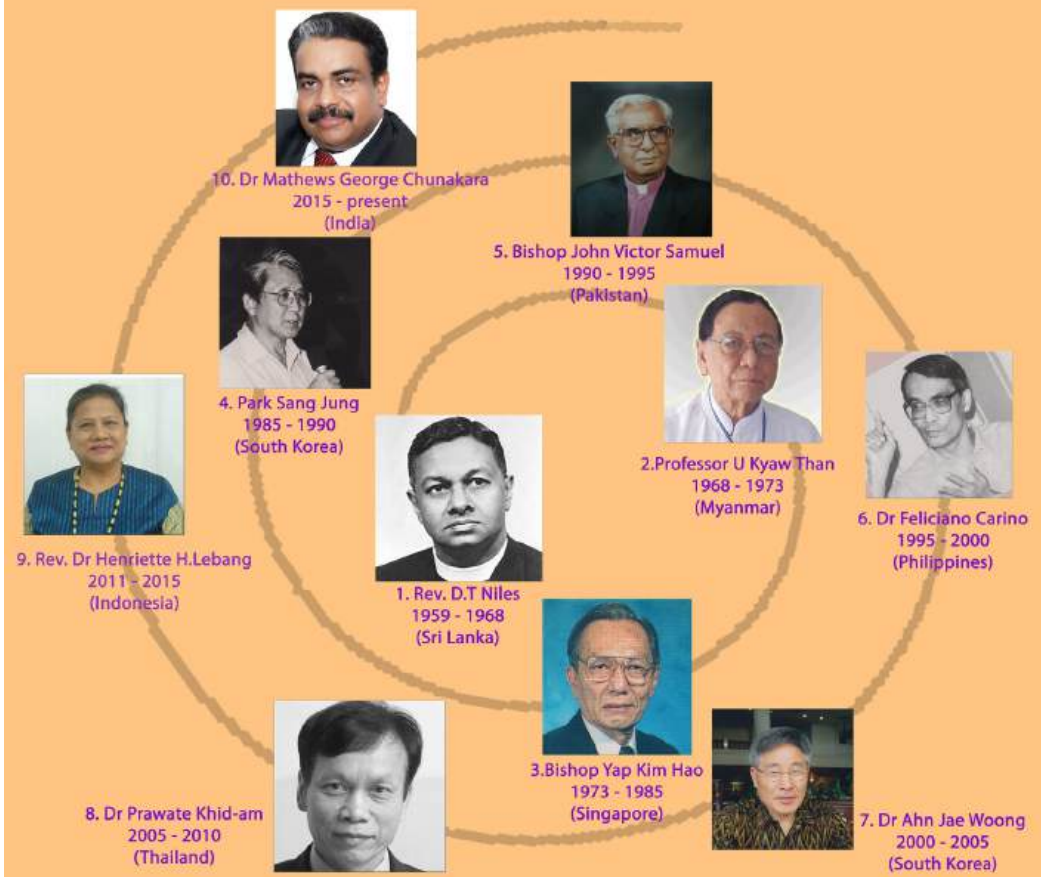 10. Dr Mathews George Chunakara
2015 - present
(India)
5. Bishop John Victor Samuel
1990 - 1995
(Pakistan)
4. Park Sang Jung
1985 - 1990
(South Korea)
2.Professor U Kyaw Than
1968 - 1973
(Myanmar)
6. Dr Feliciano Carino
1995 - 2000
(Philippines)
9. Rev. Dr Henriette H.Lebang
2011 - 2015
(Indonesia)
1. Rev. D.T Niles
1959 - 1968
(Sri Lanka)
3.Bishop Yap Kim Hao
1973 - 1985
(Singapore)
8. Dr Prawate Khid-am
2005 - 2010
(Thailand)
7. Dr Ahn Jae Woong
2000 - 2005
(South Korea)